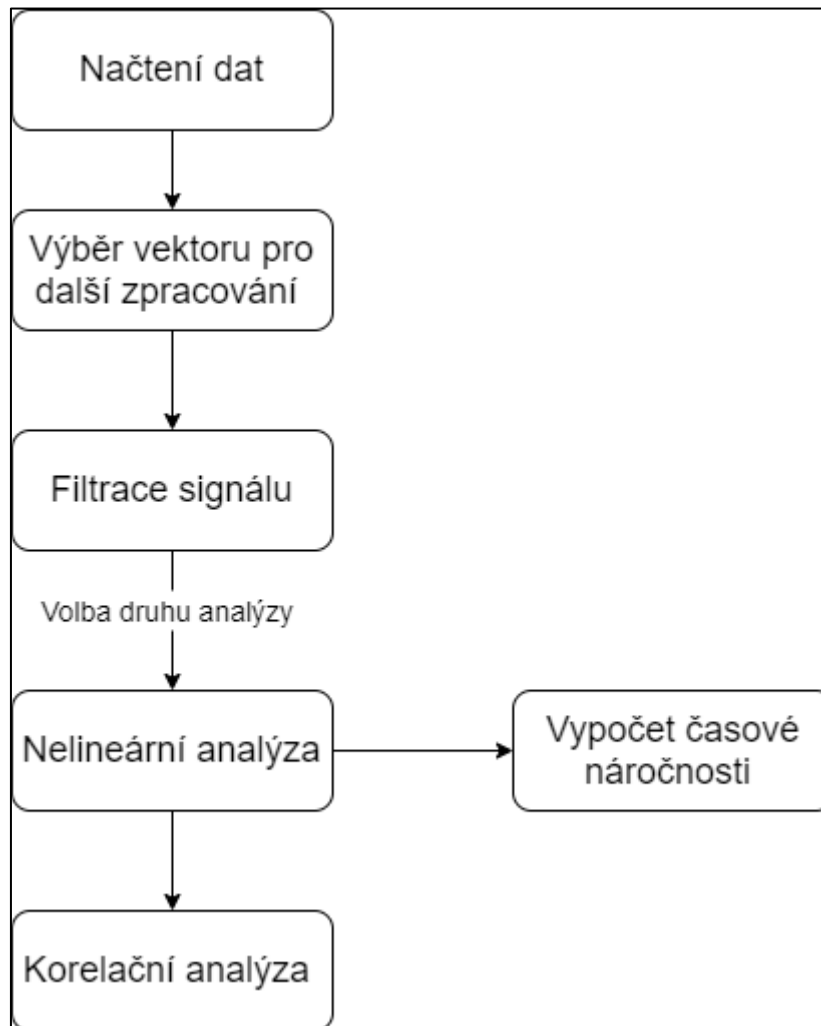 Načtení dat
Výběr vektoru pro
další zpracování
Filtrace signálu
Volba druhu analýzy
Nelineární analýza
Vypočet časové
náročnosti
Korelační analýza